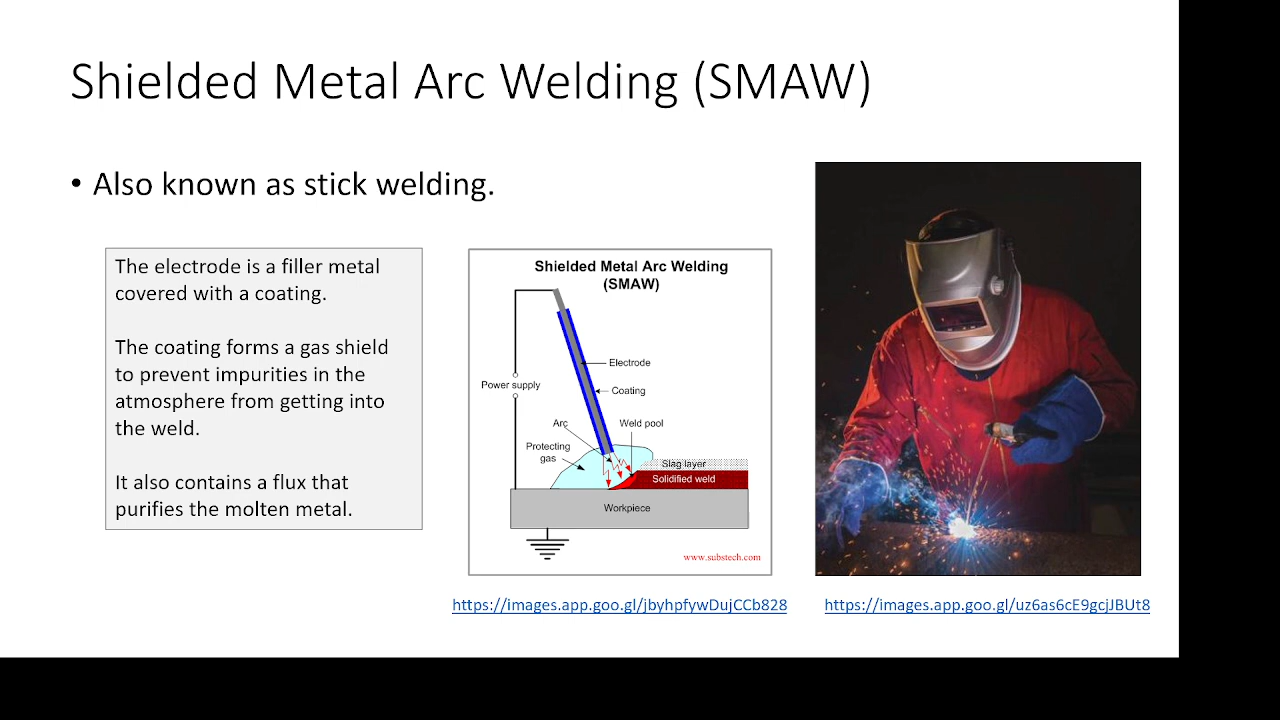 Shielded Metal Arc Welding (SMAW)
• Also known as stick welding.
The electrode is a filler metal
covered with a coating.
The coating forms a gas shield
to prevent impurities in the
atmosphere from getting into
the weld.
It also contains a flux that
purifies the molten metal.
Shielded Metal Arc Welding
(SMAW)
Electrode
Power supply
Coating
Arc
Weld pool
Protecting
gas
Slag layer
Solidified weld
Workpiece
www.substech.com
https://images.app.goo.gl/jbyhpfywDujCCb828
https://images.app.goo.gl/uz6as6cE9gcjJBUt8